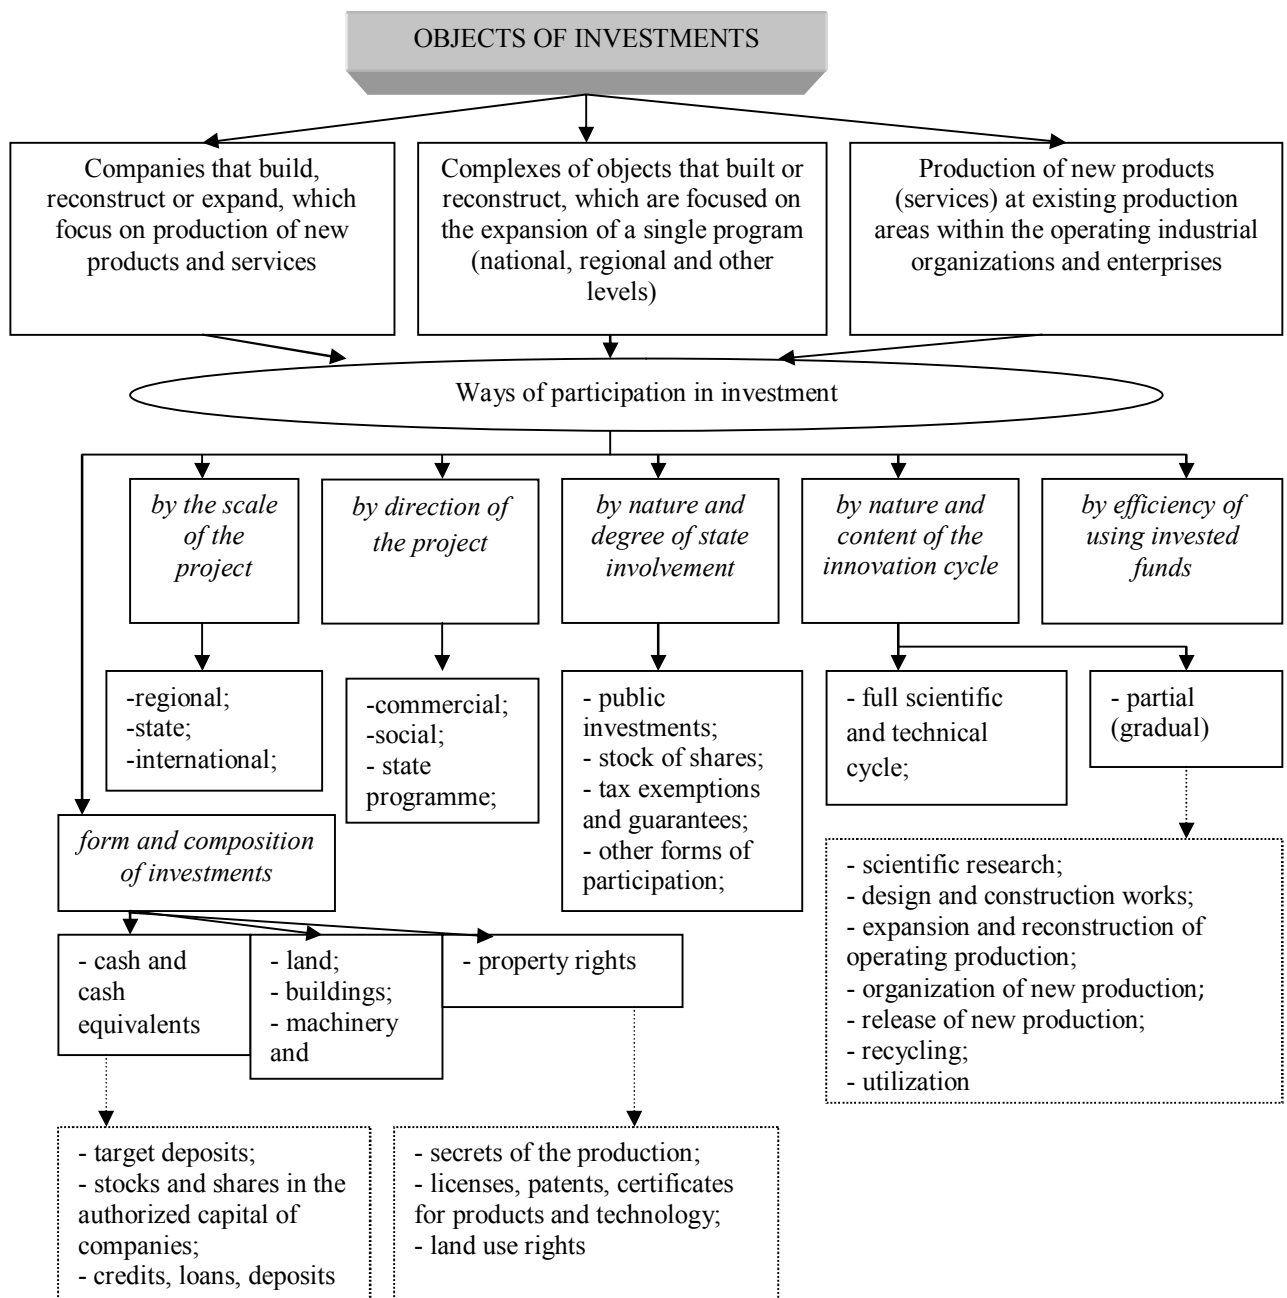 OBJECTS OF INVESTMENTS
Companies that build,
reconstruct or expand, which
focus on production of new
products and services
Complexes of objects that built or
reconstruct, which are focused on
the expansion of a single program
(national, regional and other
levels)
Production of new products
(services) at existing production
areas within the operating industrial
organizations and enterprises
Ways of participation in investment
by the scale
of the
project
by direction of
the project
by nature and
degree of state
involvement
by nature and
content of the
innovation cycle
by efficiency of
using invested
funds
-regional;
-state;
-international;
-commercial;
-social;
- state
programme;
- public
investments;
- stock of shares;
- tax exemptions
and guarantees;
- other forms of
participation;
- full scientific
and technical
cycle;
- partial
(gradual)
form and composition
of investments
- scientific research;
- design and construction works;
- expansion and reconstruction of
operating production;
- organization of new production;
- release of new production;
- recycling;
- utilization
- cash and
cash
equivalents
- land;
- buildings;
- machinery
and
- property rights
- target deposits;
- stocks and shares in the
authorized capital of
companies;
- credits, loans, deposits
- secrets of the production;
- licenses, patents, certificates
for products and technology;
- land use rights